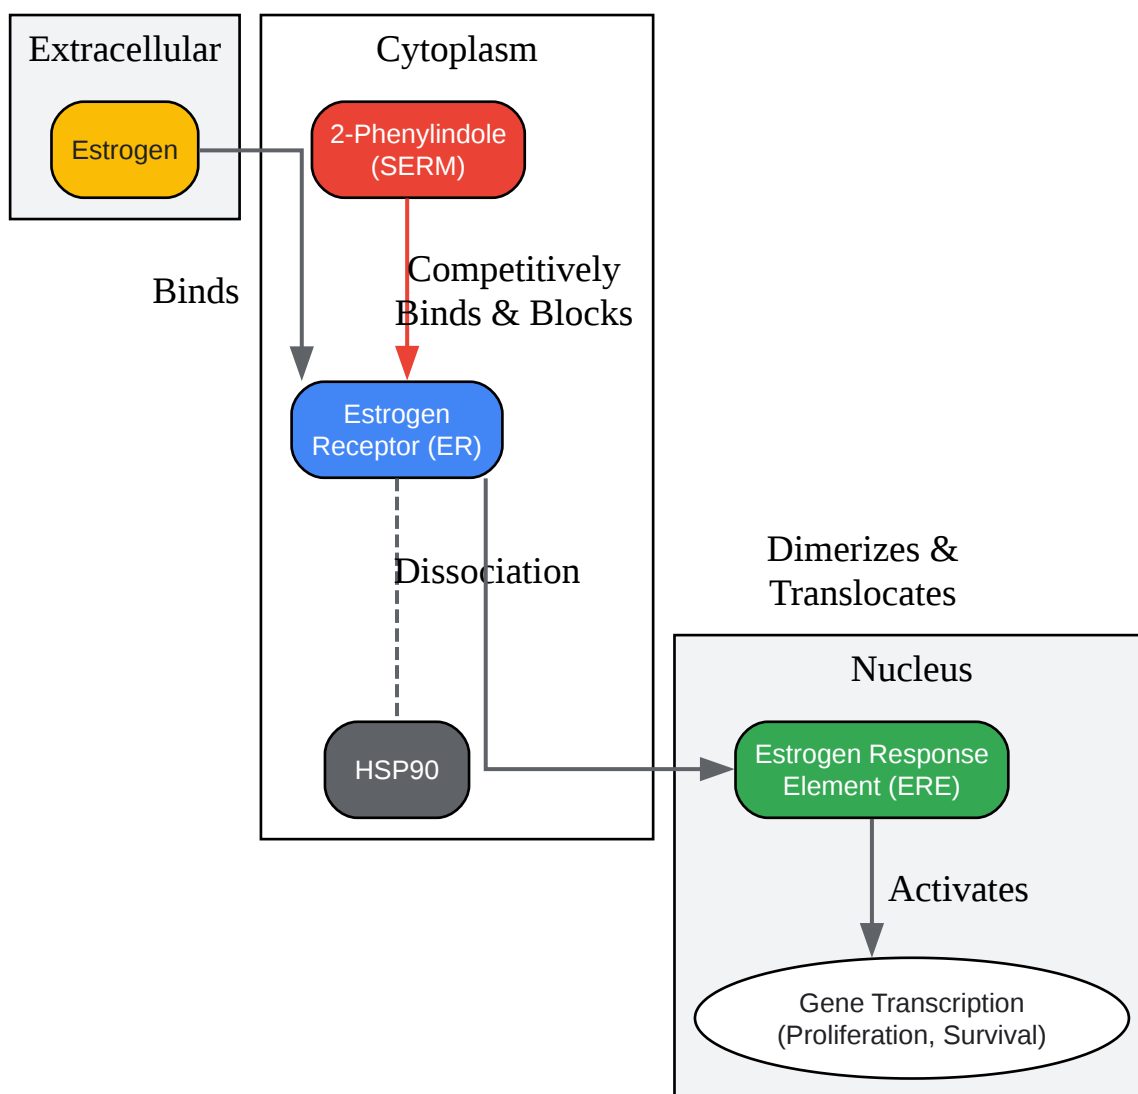 Extracellular
Cytoplasm
Estrogen
2-Phenylindole
(SERM)
Binds
Competitively
Binds & Blocks
Estrogen
Receptor (ER)
Dissociation
Dimerizes &
Translocates
Nucleus
HSP90
Estrogen Response
Element (ERE)
Activates
Gene Transcription
(Proliferation, Survival)